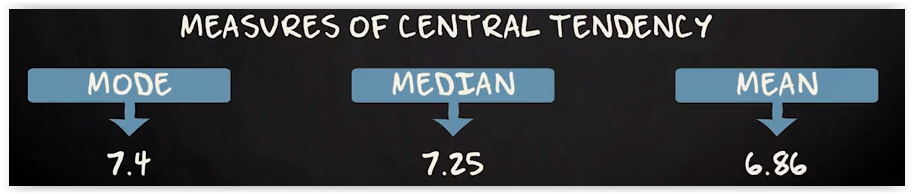 MEASURES OF CENTRAL TENDENCY
MODE MEDIAN MEAN
7.4 7.25 6.86